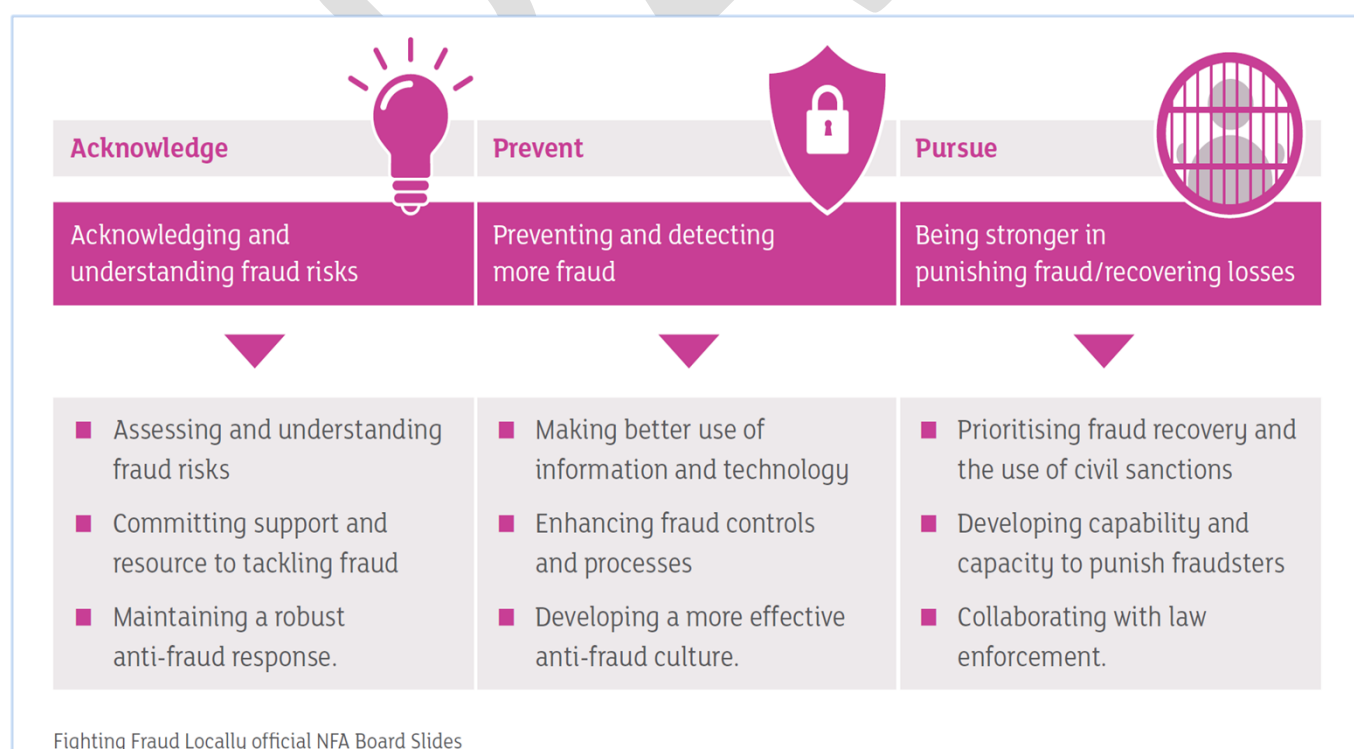 Acknowledge
Acknowledging and
understanding fraud risks
Assessing and understanding
fraud risks
Committing support and
resource to tackling fraud
Maintaining a robust
anti-fraud response.
Prevent
Preventing and detecting
more fraud
Making better use of
information and technology
Enhancing fraud controls
and processes
Developing a more effective
anti-fraud culture.
Pursue
Being stronger in
punishing fraud/recovering losses
Prioritising fraud recovery and
the use of civil sanctions
Developing capability and
capacity to punish fraudsters
Collaborating with law
enforcement.
Fighting Fraud Locally official NFA Board Slides